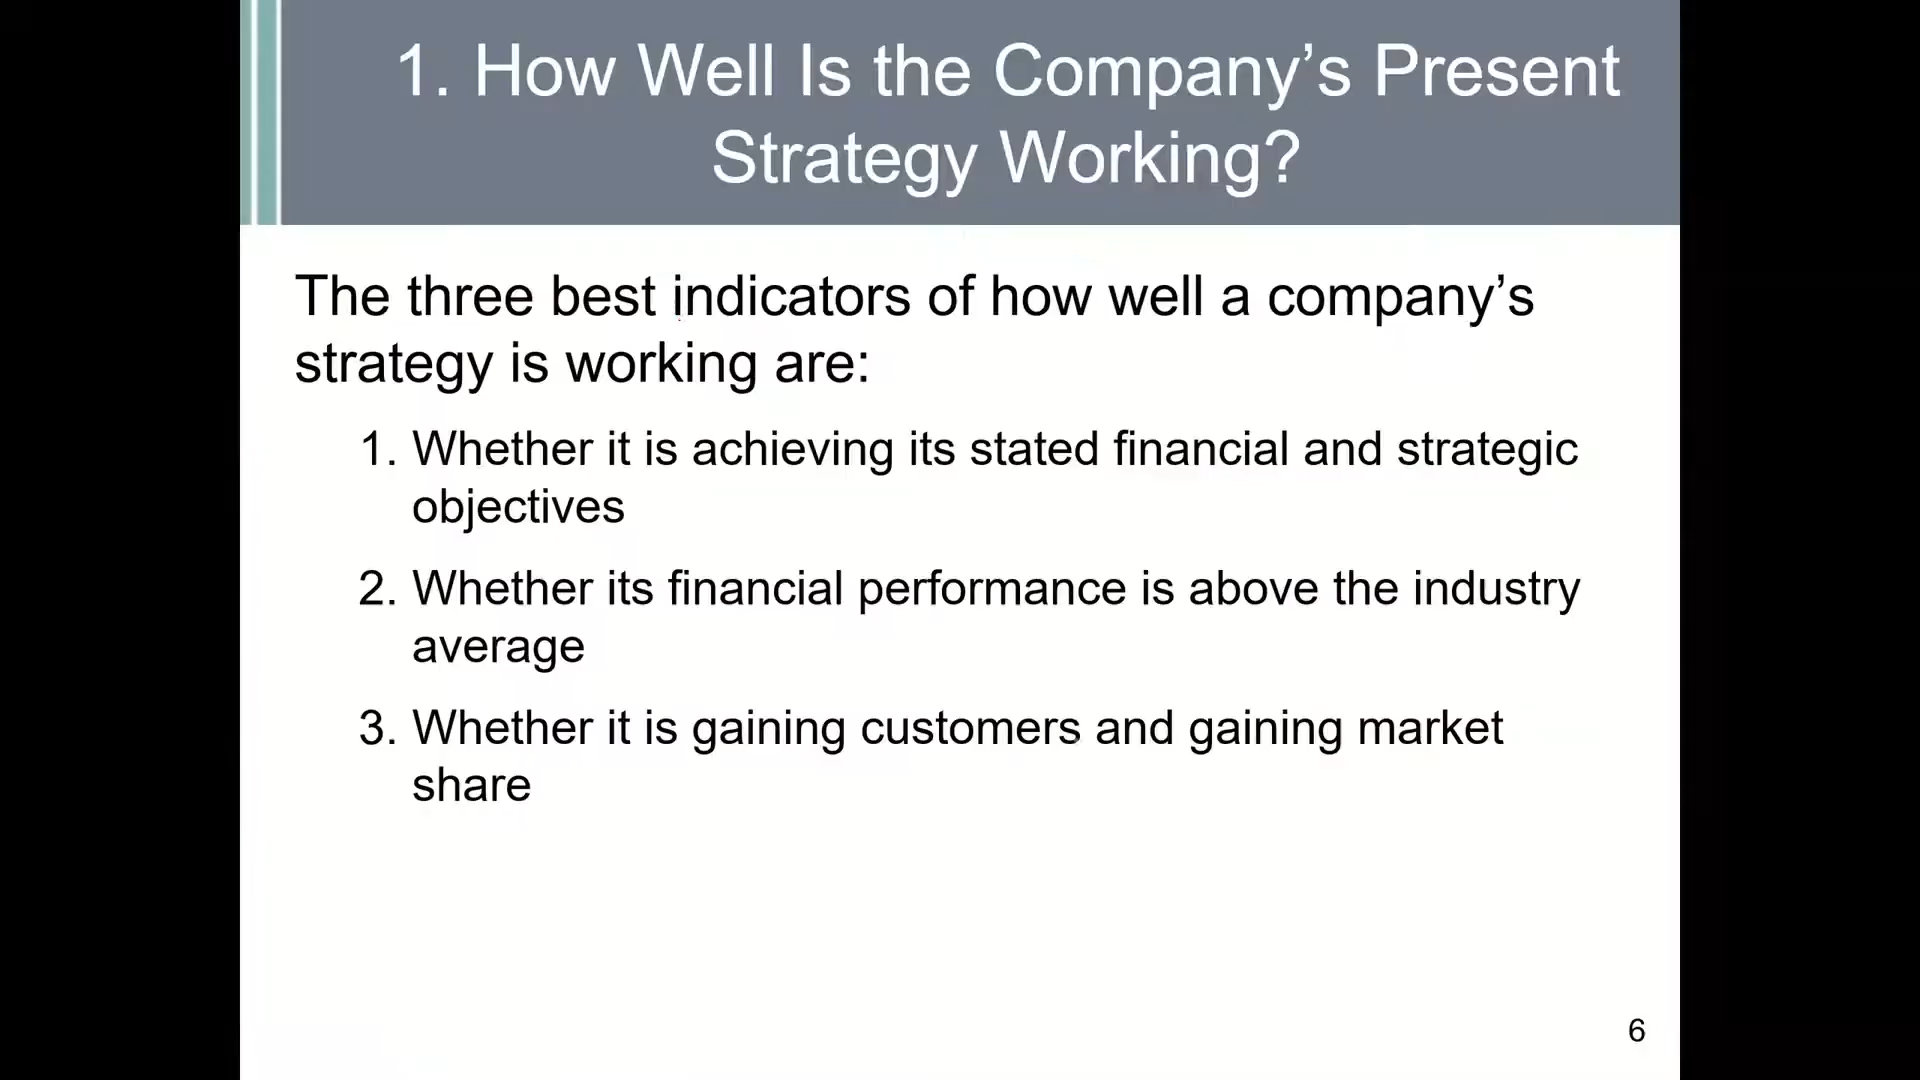 1. How Well Is the Company’s Present
Strategy Working?
The three best indicators of how well a company’s
strategy is working are:
1. Whether it is achieving its stated financial and strategic
objectives
2. Whether its financial performance is above the industry
average
3. Whether it is gaining customers and gaining market
share
6